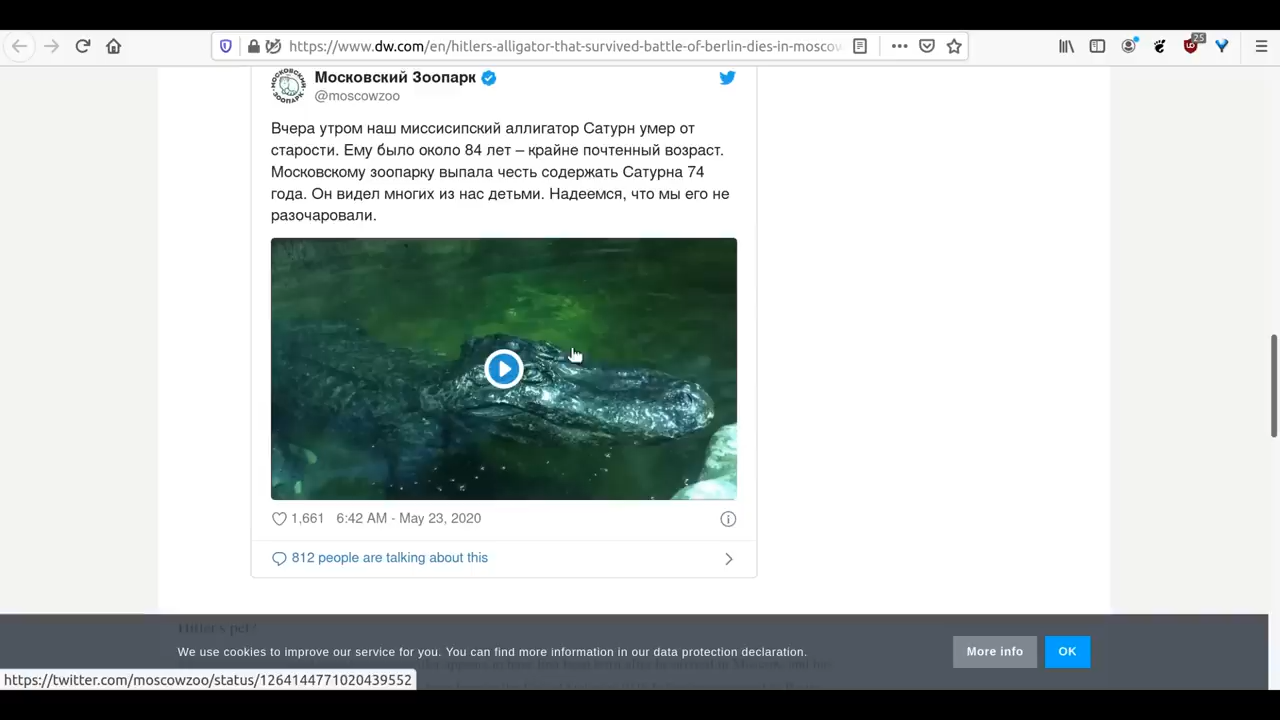 https://www.dw.com/en/hitlers-alligator-that-survived-battle-of-berlin-dies-in-moscow
25
Московский Зоопарк
@moscowzoo
Вчера утром наш миссисипский аллигатор Сатурн умер от
старости. Ему было около 84 лет – крайне почтенный возраст.
Московскому зоопарку выпала честь содержать Сатурна 74
года. Он видел многих из нас детьми. Надеемся, что мы его не
разочаровали.
1,661 6:42 AM - May 23, 2020
812 people are talking about this
Hitler's pet?
We use cookies to improve our service for you. You can find more information in our data protection declaration.
More info
OK
https://twitter.com/moscowzoo/status/1264144771020439552